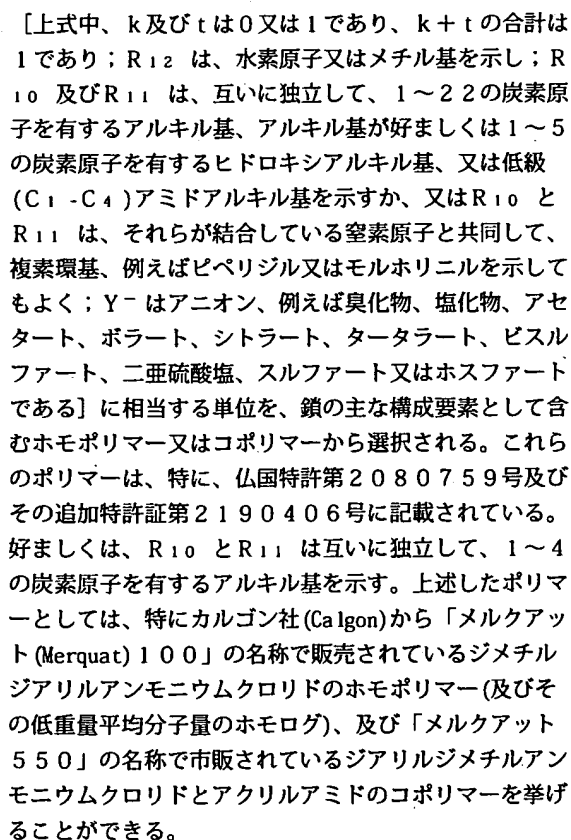 ［上式中、ｋ及びｔは０又は１であり、ｋ＋ｔの合計は
１であり；Ｒ₁₂ は、水素原子又はメチル基を示し；Ｒ
₁₀ 及びＲ₁₁ は、互いに独立して、１～２２の炭素原
子を有するアルキル基、アルキル基が好ましくは１～５
の炭素原子を有するヒドロキシアルキル基、又は低級
(Ｃ₁ -Ｃ₄ )アミドアルキル基を示すか、又はＲ₁₀ と
Ｒ₁₁ は、それらが結合している窒素原子と共同して、
複素環基、例えばピペリジル又はモルホリニルを示して
もよく；Ｙ⁻ はアニオン、例えば臭化物、塩化物、アセ
タート、ボラート、シトラート、タータラート、ビスル
ファート、二亜硫酸塩、スルファート又はホスファート
である］に相当する単位を、鎖の主な構成要素として含
むホモポリマー又はコポリマーから選択される。これら
のポリマーは、特に、仏国特許第２０８０７５９号及び
その追加特許証第２１９０４０６号に記載されている。
好ましくは、Ｒ₁₀ とＲ₁₁ は互いに独立して、１～４
の炭素原子を有するアルキル基を示す。上述したポリマ
ーとしては、特にカルゴン社(Calgon)から「メルクアッ
ト(Merquat)１００」の名称で販売されているジメチル
ジアリルアンモニウムクロリドのホモポリマー(及びそ
の低重量平均分子量のホモログ)、及び「メルクアット
５５０」の名称で市販されているジアリルジメチルアン
モニウムクロリドとアクリルアミドのコポリマーを挙げ
ることができる。